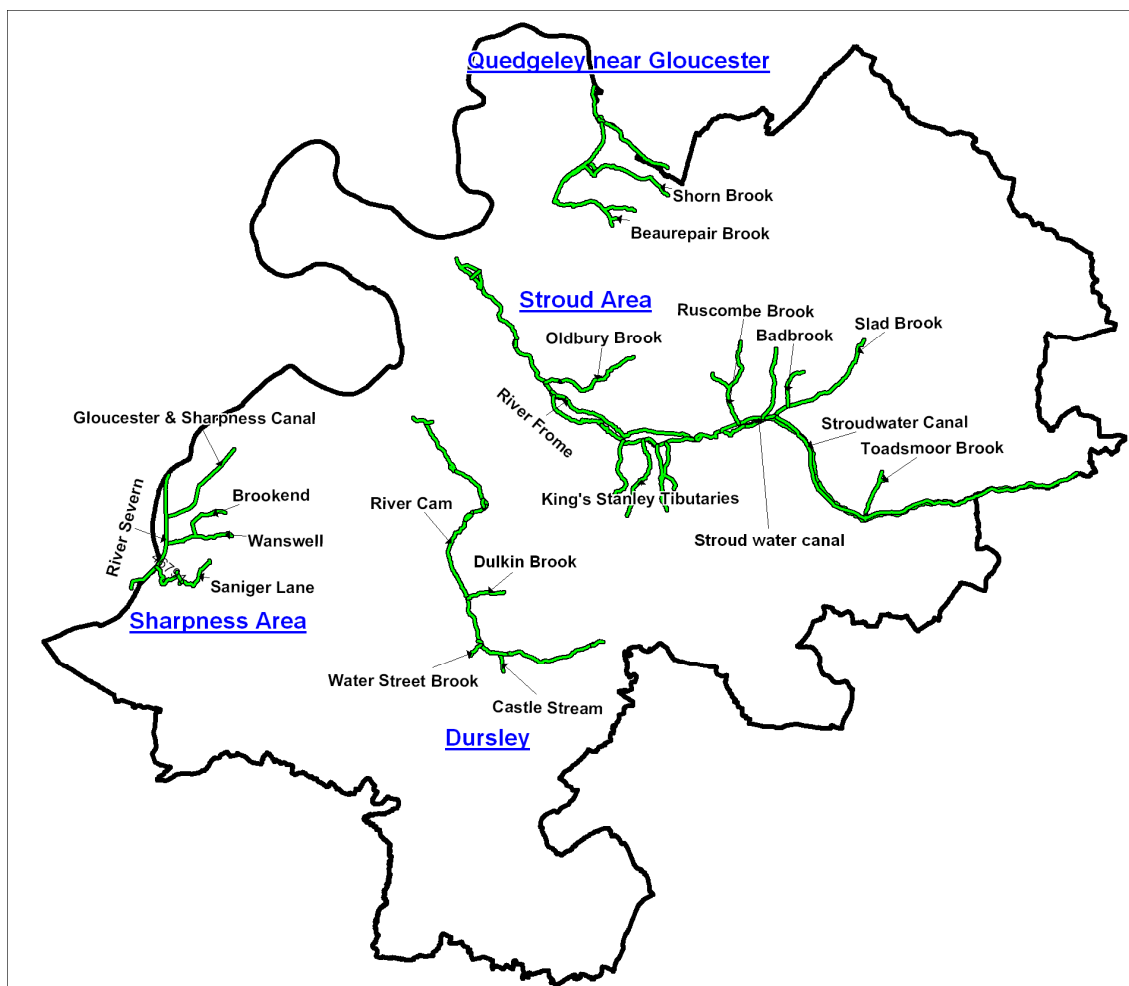 Quedgeley near Gloucester
Shorn Brook
Beaurepair Brook
Stroud Area
Ruscombe Brook
Slad Brook
Badbrook
Oldbury Brook
River Frome
Gloucester & Sharpness Canal
Stroudwater Canal
Toadsmoor Brook
River Cam
King's Stanley Tibutaries
Brookend
River Severn
Wanswell
Stroud water canal
Dulkin Brook
Saniger Lane
Sharpness Area
Water Street Brook
Castle Stream
Dursley